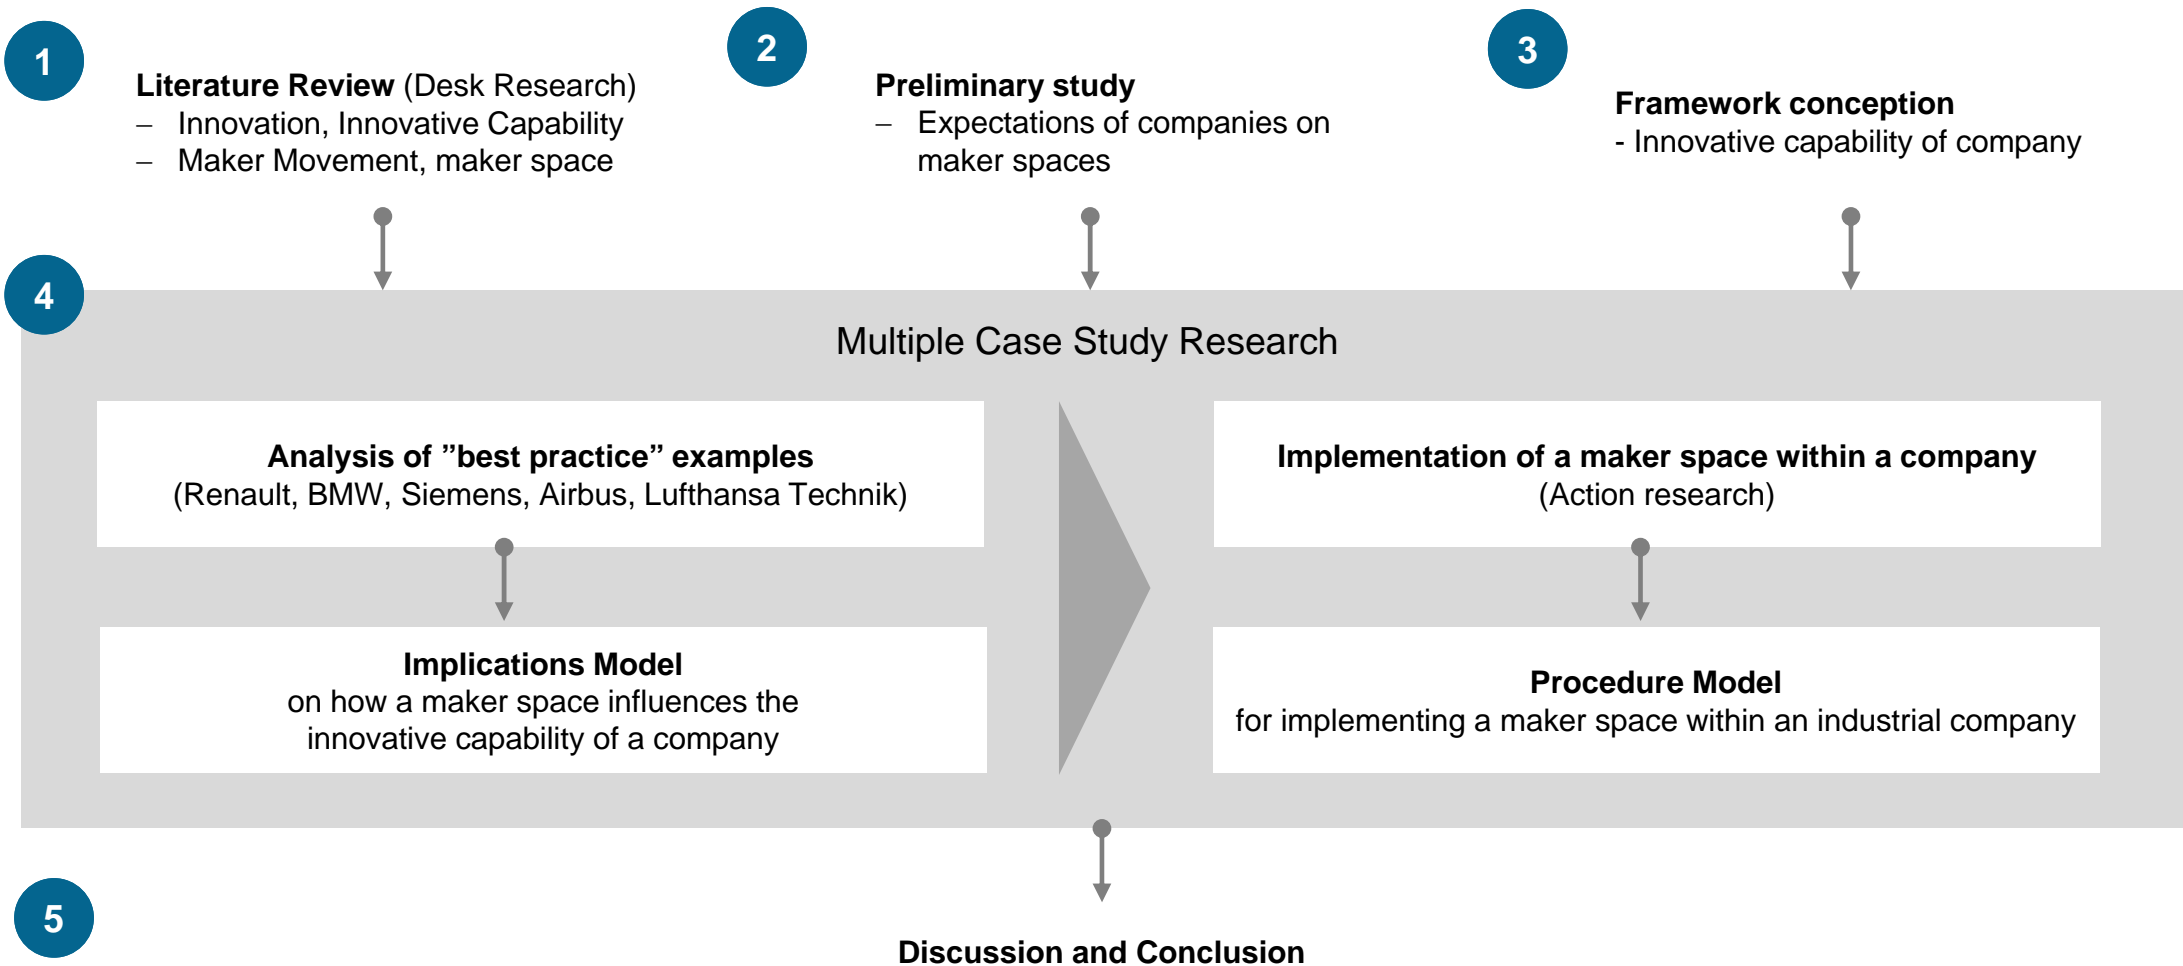 1
Literature Review (Desk Research)
– Innovation, Innovative Capability
– Maker Movement, maker space
2
Preliminary study
– Expectations of companies on
maker spaces
3
Framework conception
- Innovative capability of company
4
Multiple Case Study Research
Analysis of ”best practice” examples
(Renault, BMW, Siemens, Airbus, Lufthansa Technik)
Implications Model
on how a maker space influences the
innovative capability of a company
Implementation of a maker space within a company
(Action research)
Procedure Model
for implementing a maker space within an industrial company
5
Discussion and Conclusion